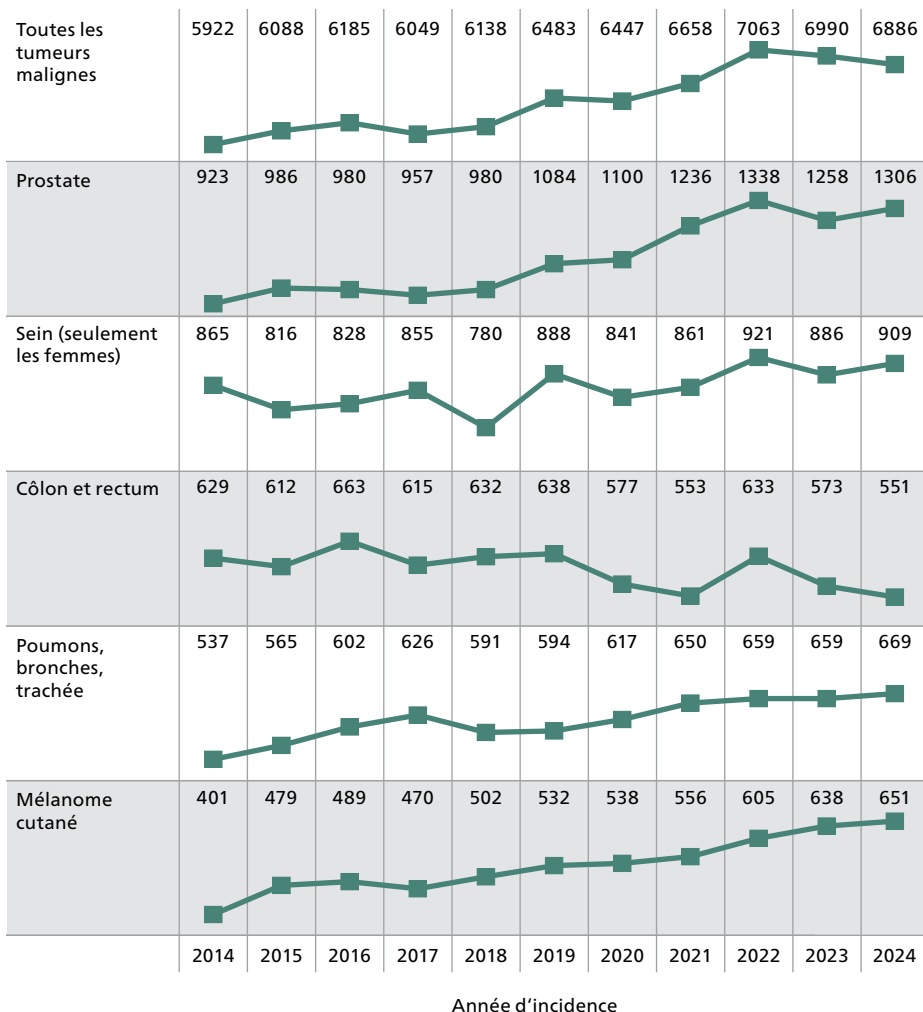 Toutes les 5922 6088 6185 6049 6138 6483 6447 6658 7063 6990 6886
tumeurs
malignes
Prostate 923 986 980 957 980 1084 1100 1236 1338 1258 1306
Sein (seulement 865 816 828 855 780 888 841 861 921 886 909
les femmes)
Côlon et rectum 629 612 663 615 632 638 577 553 633 573 551
Poumons, 537 565 602 626 591 594 617 650 659 659 669
bronches,
trachée
Mélanome 401 479 489 470 502 532 538 556 605 638 651
cutané
2014 2015 2016 2017 2018 2019 2020 2021 2022 2023 2024
Année d‘incidence